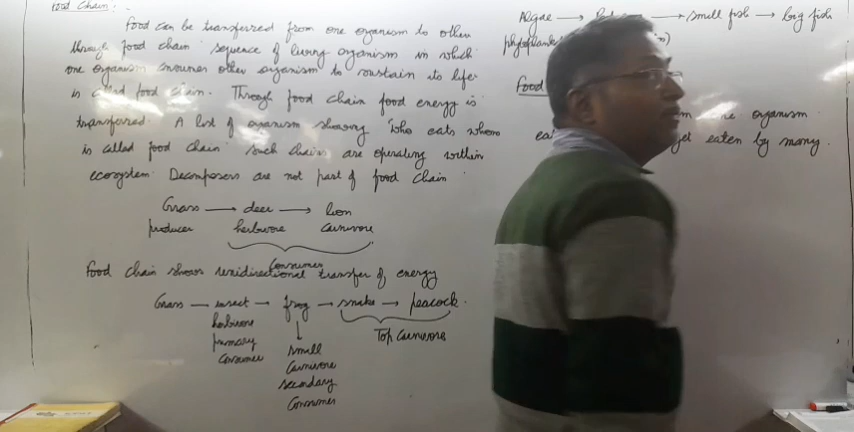 Food Chain:
Food can be transferred from one organism to other
through food chain sequence of living organism in which
one organism consumes other organism to sustain its life
is called food chain. Through food chain food energy is
transferred. A list of organism showing "Who eats whom
is called food chain. Such chains are operating within
ecosystem. Decomposers are not part of food chain
Grass → deer → lion
producer herbivore carnivore
Consumer
Food chain shows unidirectional transfer of energy
Grass — insect → frog → snake → peacock.
herbivore
primary
consumer
small
carnivore
secondary
consumer
Top Carnivores
Algae → → small fish → big fish
Food
organism
get eaten by many.